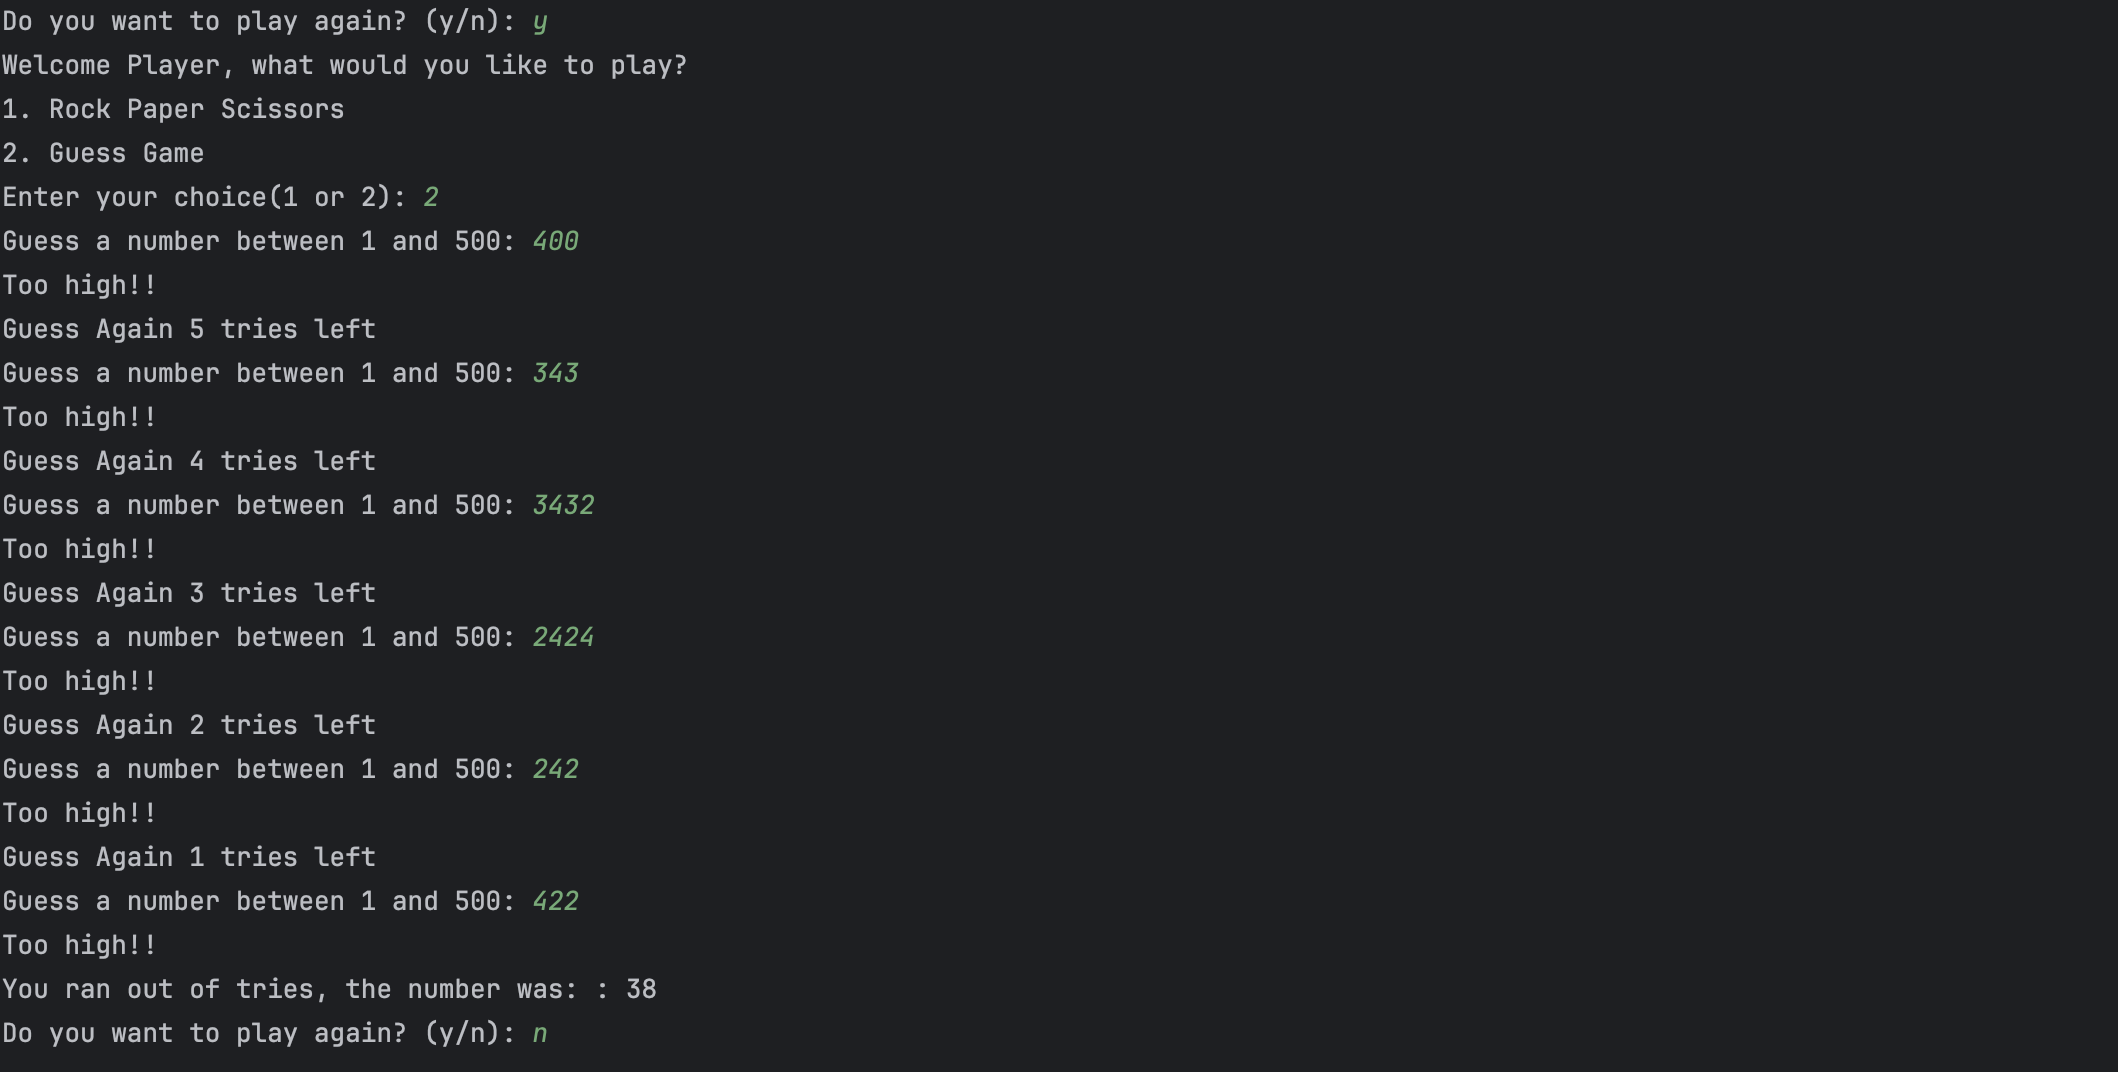 Do you want to play again? (y/n): y
Welcome Player, what would you like to play?
1. Rock Paper Scissors
2. Guess Game
Enter your choice(1 or 2): 2
Guess a number between 1 and 500: 400
Too high!!
Guess Again 5 tries left
Guess a number between 1 and 500: 343
Too high!!
Guess Again 4 tries left
Guess a number between 1 and 500: 3432
Too high!!
Guess Again 3 tries left
Guess a number between 1 and 500: 2424
Too high!!
Guess Again 2 tries left
Guess a number between 1 and 500: 242
Too high!!
Guess Again 1 tries left
Guess a number between 1 and 500: 422
Too high!!
You ran out of tries, the number was: : 38
Do you want to play again? (y/n): n